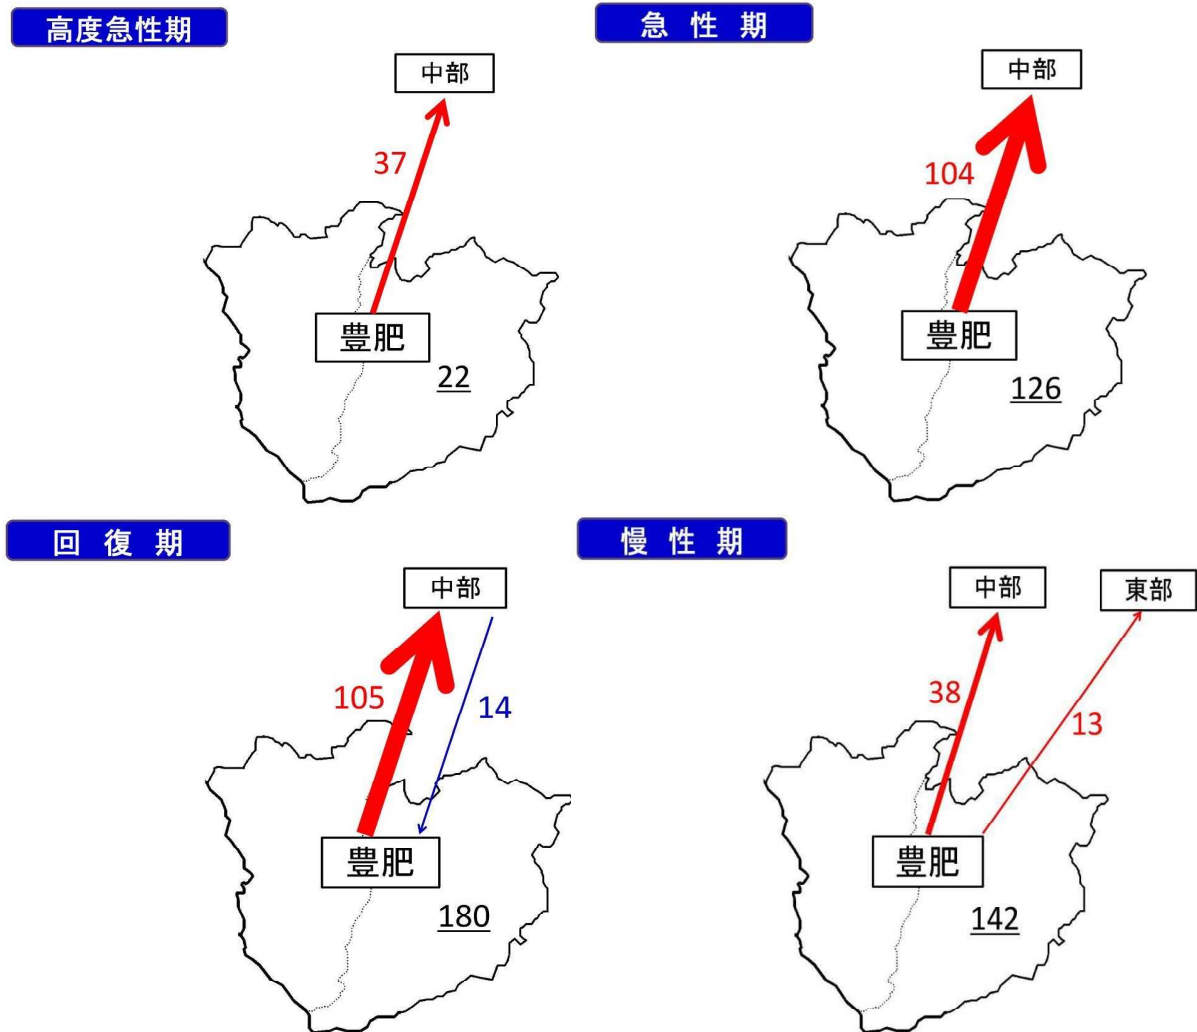 高度急性期
中部
37
豊肥
22
急性期
中部
104
豊肥
126
回復期
中部
105
14
豊肥
180
慢性期
中部
東部
38
13
豊肥
142